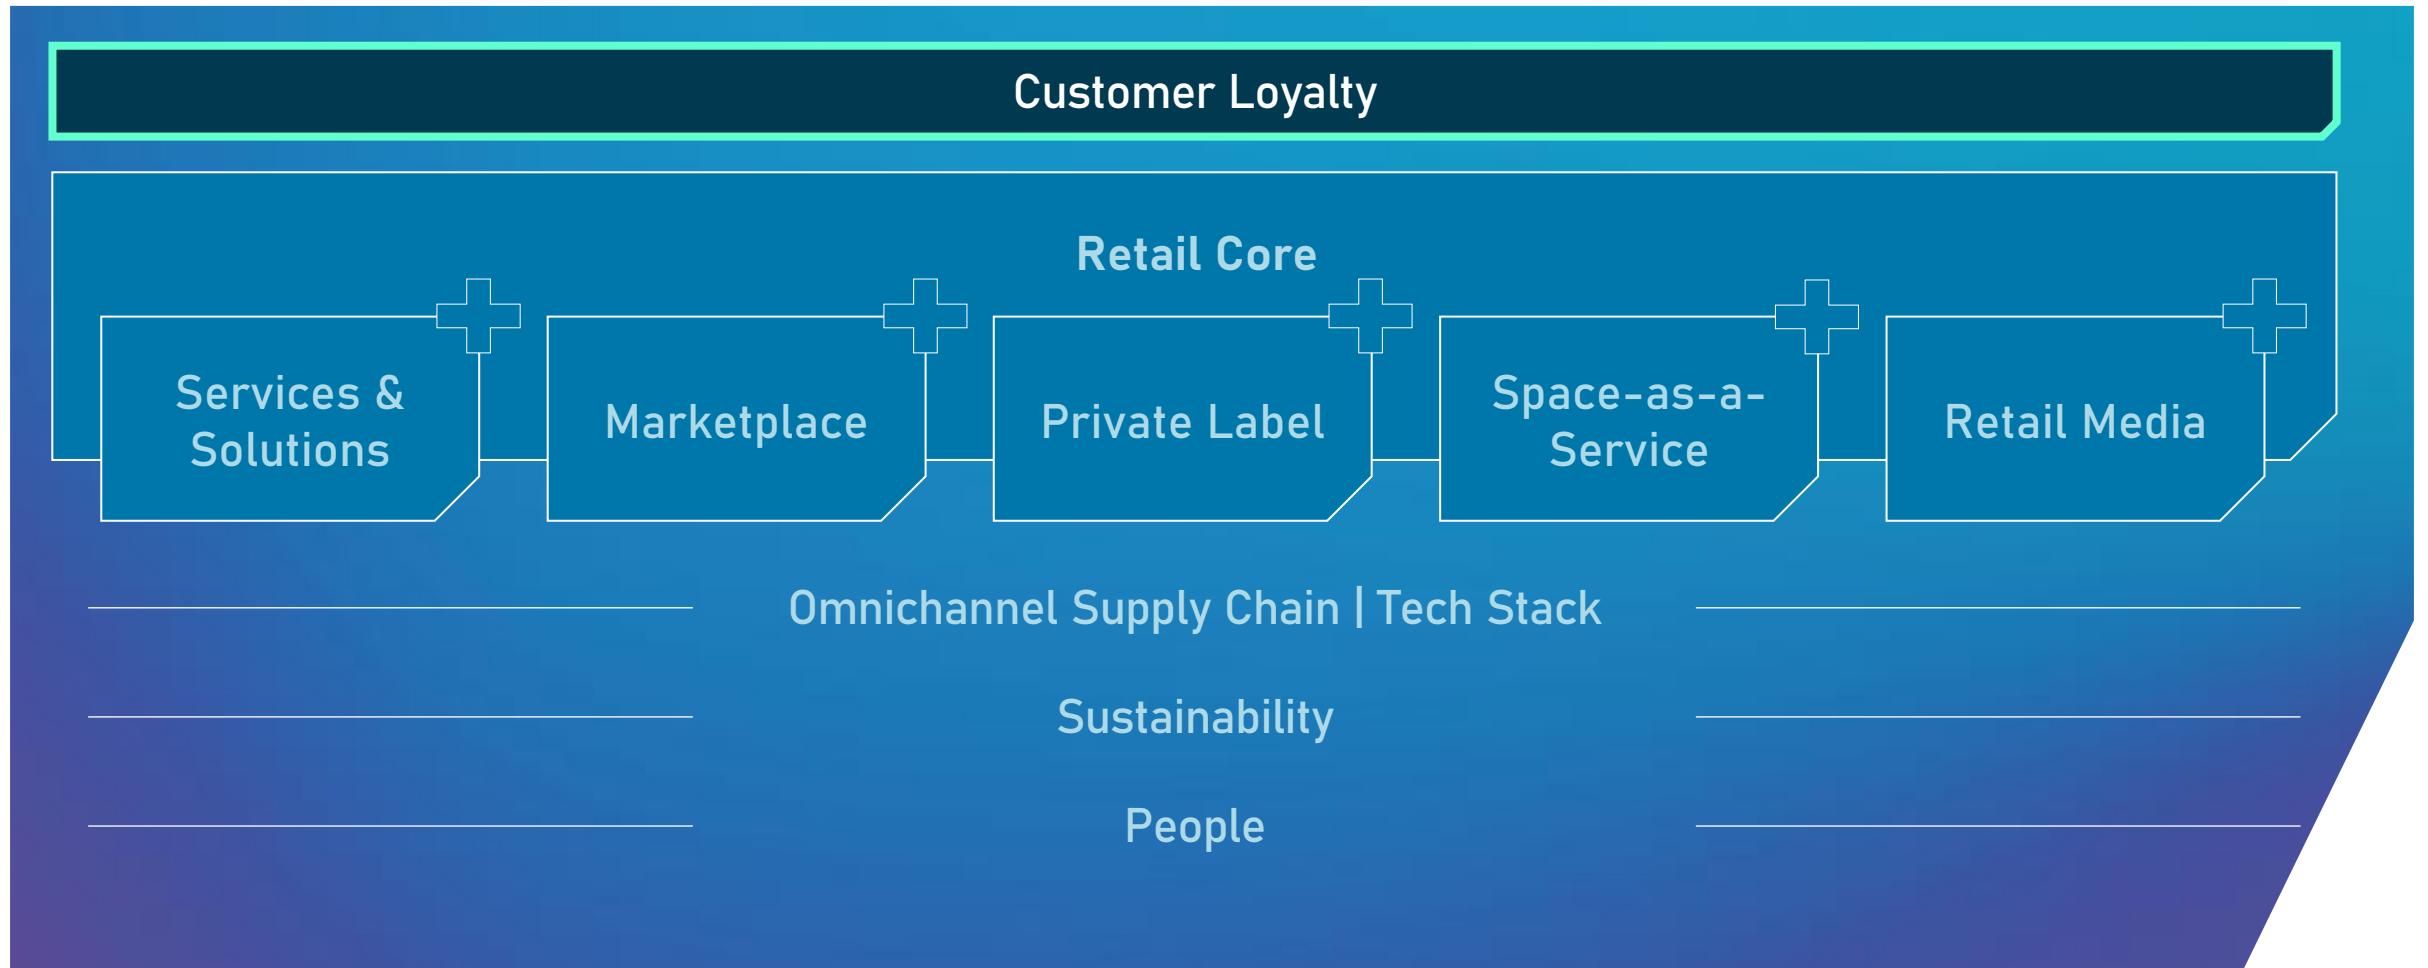 Customer Loyalty
Retail Core
Services &
Solutions
Marketplace
Private Label
Space-as-a-
Service
Retail Media
Omnichannel Supply Chain | Tech Stack
Sustainability
People